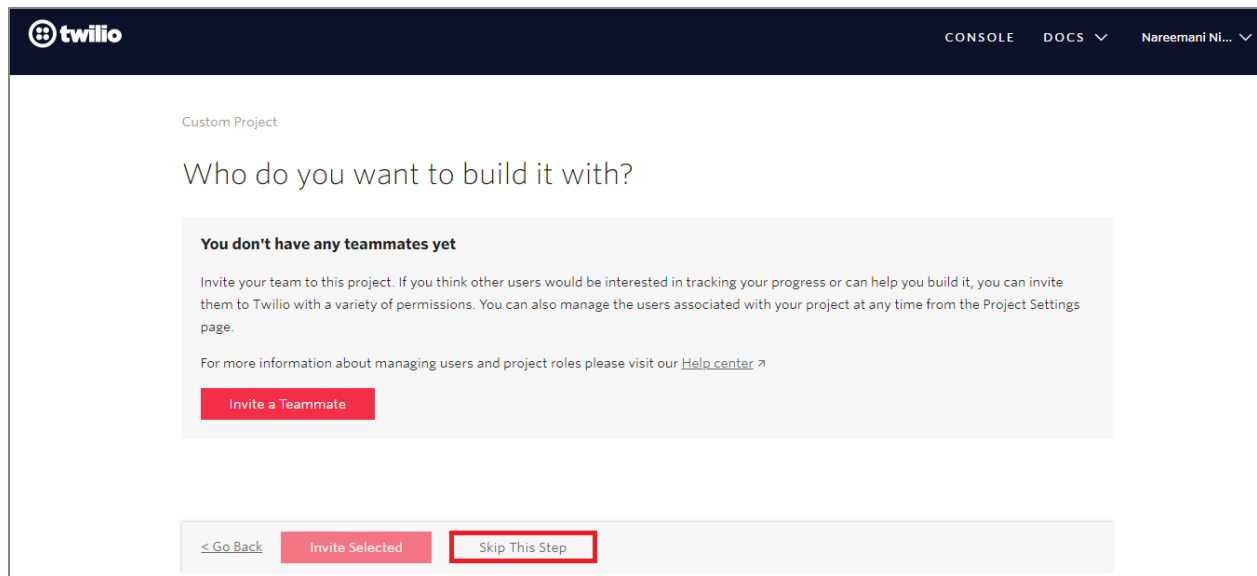 twilio
CONSOLE DOCS Nareemani Ni...
Custom Project
Who do you want to build it with?
You don't have any teammates yet
Invite your team to this project. If you think other users would be interested in tracking your progress or can help you build it, you can invite
them to Twilio with a variety of permissions. You can also manage the users associated with your project at any time from the Project Settings
page.
For more information about managing users and project roles please visit our Help center
Invite a Teammate
< Go Back Invite Selected Skip This Step